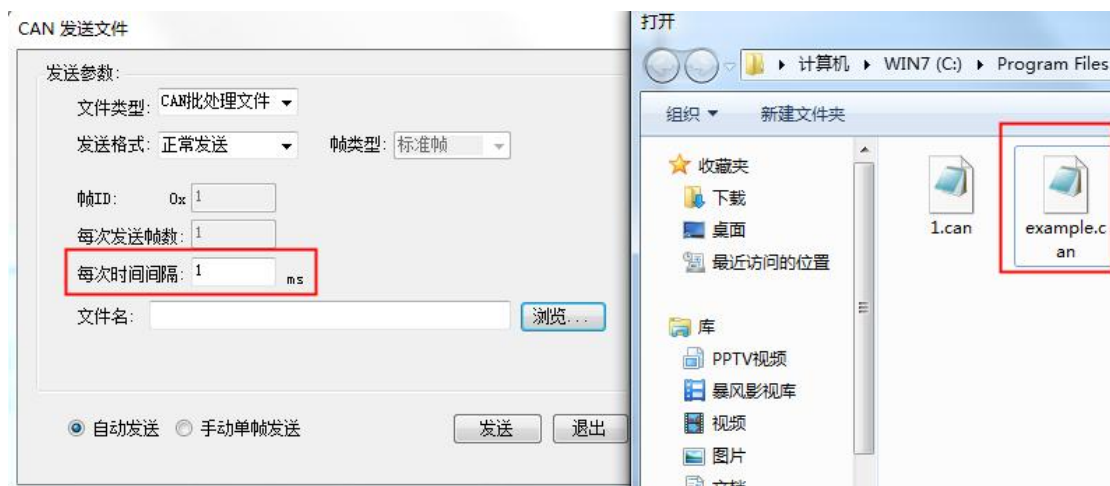 CAN 发送文件
发送参数:
文件类型: CAN批处理文件
发送格式: 正常发送 帧类型: 标准帧
帧ID: 0x 1
每次发送帧数: 1
每次时间间隔: 1 ms
文件名: 浏览...
自动发送 手动单帧发送 发送 退出
打开
计算机 WIN7 (C:) Program Files
组织 新建文件夹
收藏夹
下载
桌面
最近访问的位置
库
PPTV视频
暴风影视库
视频
图片
文档
1.can
example.c
an